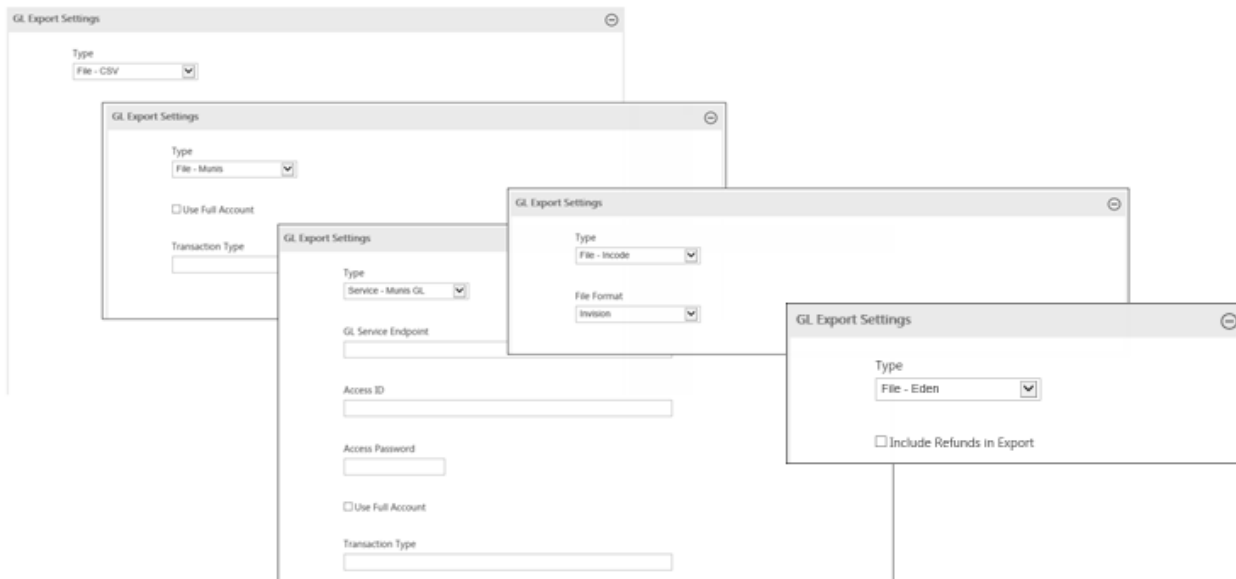 GL Export Settings
Type
File - CSV
GL Export Settings
Type
File - Munis
Use Full Account
Transaction Type
GL Export Settings
Type
Service - Munis GL
GL Service Endpoint
Access ID
Access Password
Use Full Account
Transaction Type
GL Export Settings
Type
File - Incode
File Format
Invision
GL Export Settings
Type
File - Eden
Include Refunds in Export